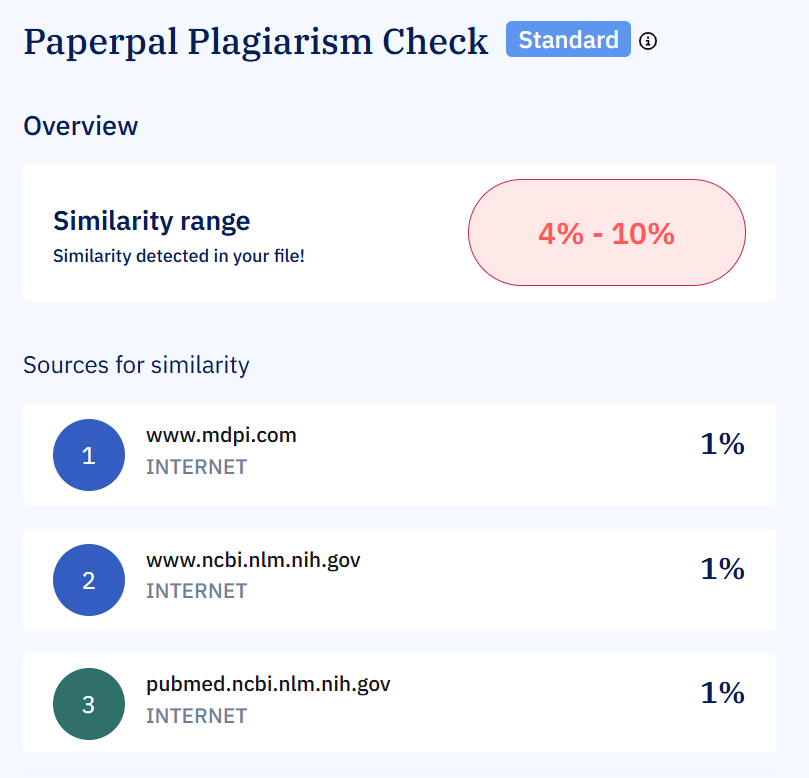 Paperpal Plagiarism Check Standard
Overview
Similarity range
Similarity detected in your file!
4% - 10%
Sources for similarity
1
www.mdpi.com
INTERNET
1%
2
www.ncbi.nlm.nih.gov
INTERNET
1%
3
pubmed.ncbi.nlm.nih.gov
INTERNET
1%